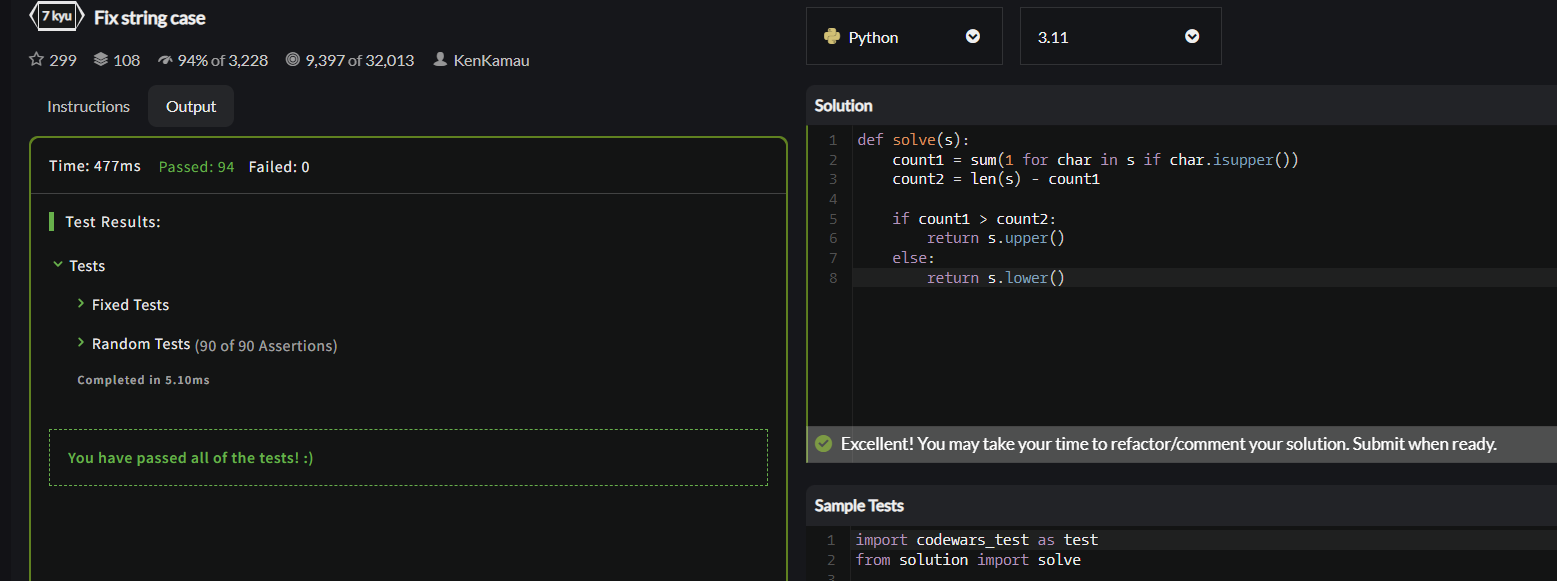 7 kyu Fix string case
299 108 94% of 3,228 9,397 of 32,013 KenKamau
Instructions Output
Time: 477ms Passed: 94 Failed: 0
Test Results:
Tests
Fixed Tests
Random Tests (90 of 90 Assertions)
Completed in 5.10ms
You have passed all of the tests! :)
Python 3.11
Solution
1 def solve(s):
2     count1 = sum(1 for char in s if char.isupper())
3     count2 = len(s) - count1
4
5     if count1 > count2:
6         return s.upper()
7     else:
8         return s.lower()
Excellent! You may take your time to refactor/comment your solution. Submit when ready.
Sample Tests
1 import codewars_test as test
2 from solution import solve
3